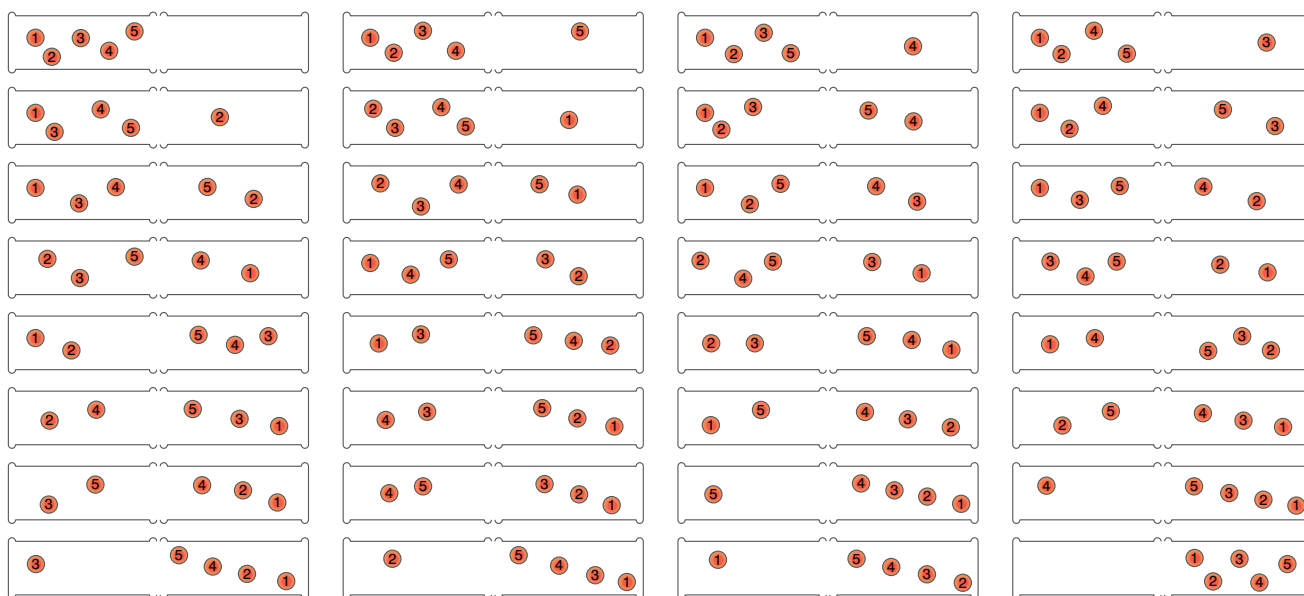 1 2 3 4 5 1 2 3 4 5 1 2 3 5 4 1 2 4 5 3
1 3 4 5 2 2 3 4 5 1 1 2 3 5 4 1 2 4 5 3
1 3 4 5 2 2 3 4 5 1 1 2 5 4 3 1 3 5 4 2
2 3 5 4 1 1 4 5 3 2 2 4 5 3 1 3 4 5 2 1
1 2 5 4 3 1 3 5 4 2 2 3 5 4 1 1 4 5 3 2
2 4 5 3 1 4 3 5 2 1 1 5 4 3 2 2 5 4 3 1
3 5 4 2 1 4 5 3 2 1 5 4 3 2 1 4 5 3 2 1
3 5 4 2 1 2 5 4 3 1 1 5 4 3 2 1 2 3 4 5